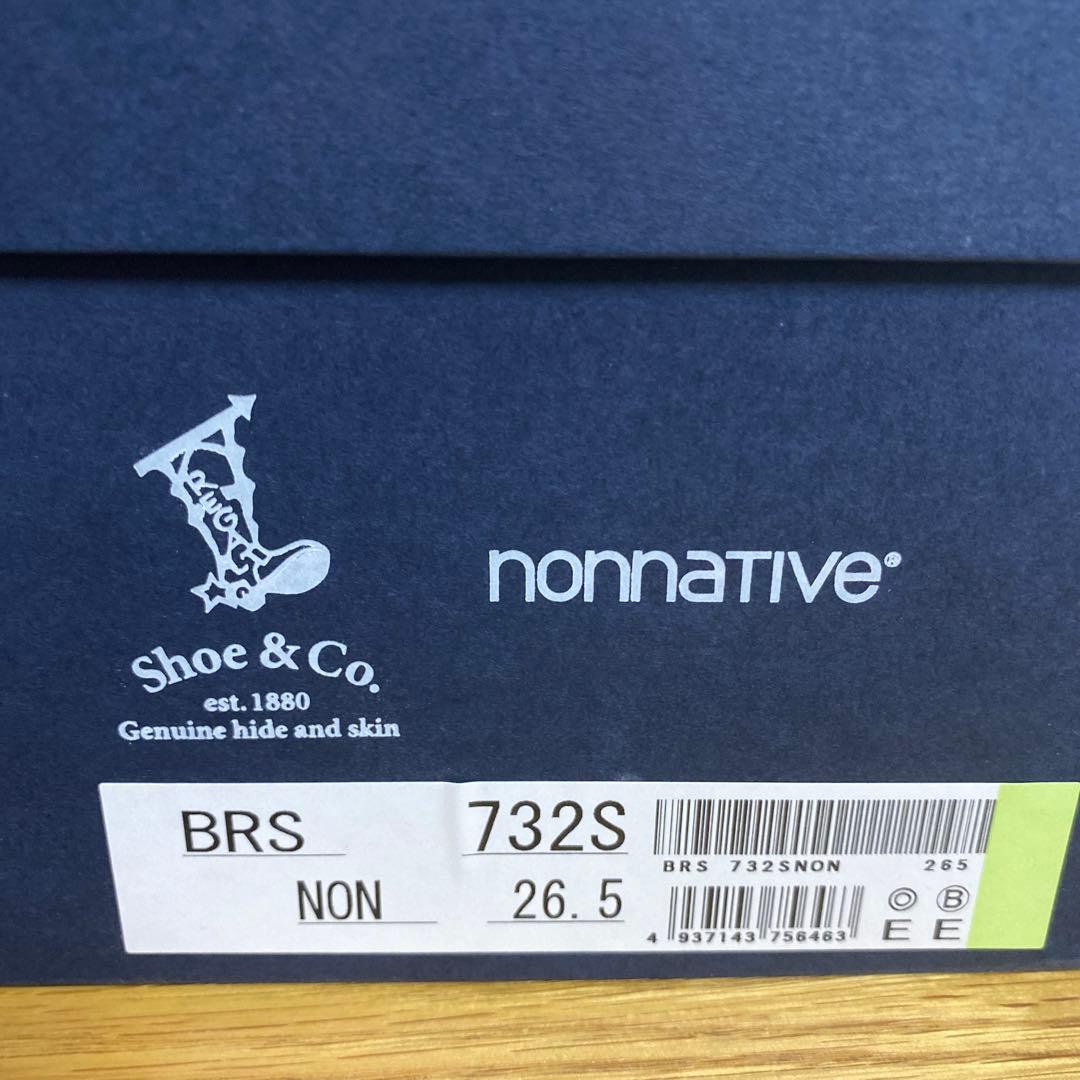 REGAL
Shoe & Co.
est. 1880
Genuine hide and skin
nonnaTIVe®
BRS 732S
NON 26.5
BRS 732SNON 265
4 937143 756463
◎ Ⓑ
E E